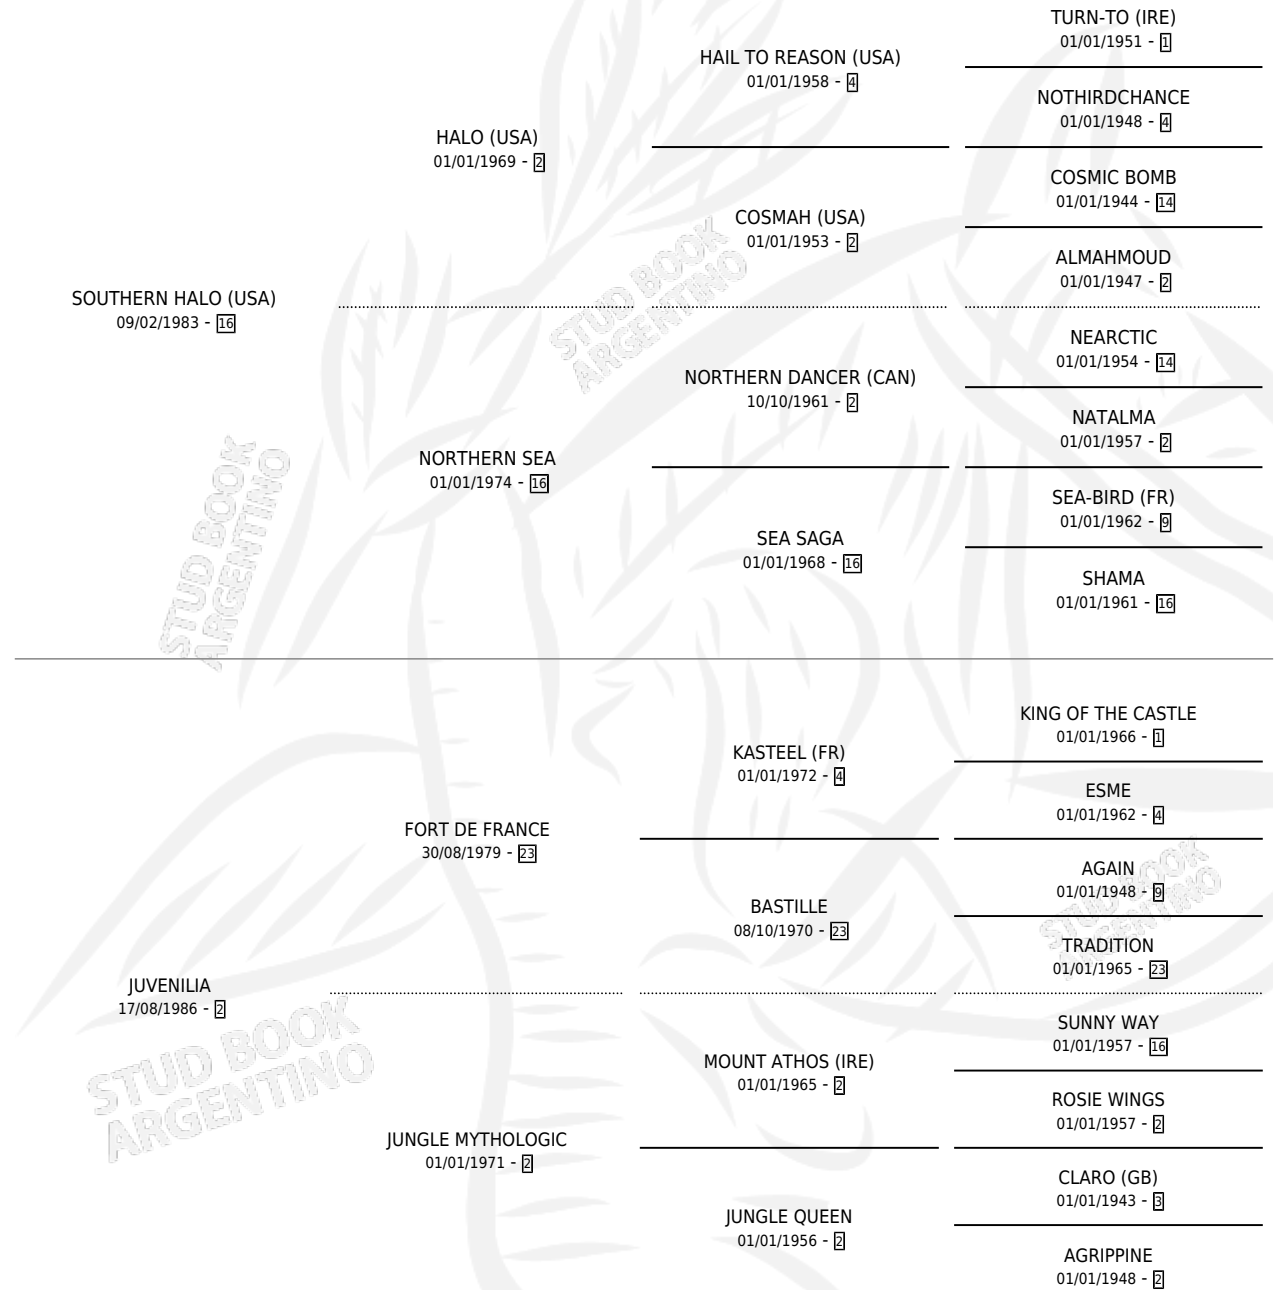 TURN-TO (IRE)
01/01/1951 - 1
HAIL TO REASON (USA)
01/01/1958 - 4
NOTHIRDCHANCE
01/01/1948 - 4
HALO (USA)
01/01/1969 - 2
COSMIC BOMB
01/01/1944 - 14
COSMAH (USA)
01/01/1953 - 2
ALMAHMOUD
01/01/1947 - 2
SOUTHERN HALO (USA)
09/02/1983 - 16
STUD BOOK
ARGENTINO
NEARCTIC
01/01/1954 - 14
NORTHERN DANCER (CAN)
10/10/1961 - 2
NATALMA
01/01/1957 - 2
NORTHERN SEA
01/01/1974 - 16
SEA-BIRD (FR)
01/01/1962 - 9
SEA SAGA
01/01/1968 - 16
SHAMA
01/01/1961 - 16
STUD BOOK
ARGENTINO
KING OF THE CASTLE
01/01/1966 - 1
KASTEEL (FR)
01/01/1972 - 4
ESME
01/01/1962 - 4
FORT DE FRANCE
30/08/1979 - 23
AGAIN
01/01/1948 - 9
STUD BOOK
ARGENTINO
BASTILLE
08/10/1970 - 23
TRADITION
01/01/1965 - 23
JUVENILIA
17/08/1986 - 2
STUD BOOK
ARGENTINO
SUNNY WAY
01/01/1957 - 16
MOUNT ATHOS (IRE)
01/01/1965 - 2
ROSIE WINGS
01/01/1957 - 2
JUNGLE MYTHOLOGIC
01/01/1971 - 2
CLARO (GB)
01/01/1943 - 3
JUNGLE QUEEN
01/01/1956 - 2
AGRIPPINE
01/01/1948 - 2